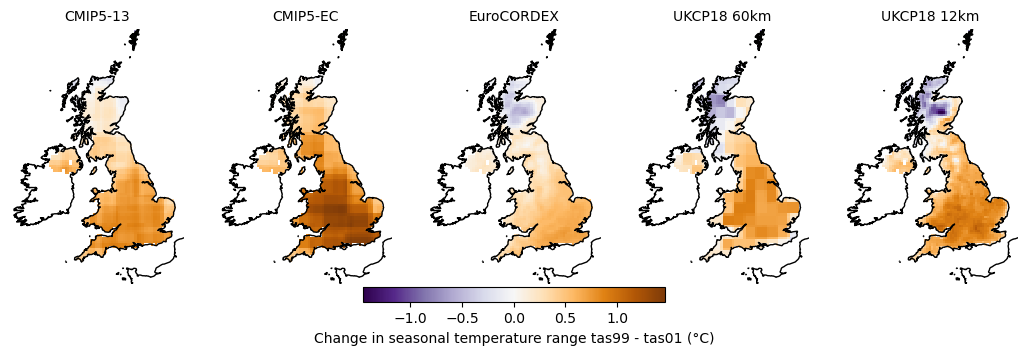 CMIP5-13 CMIP5-EC EuroCORDEX UKCP18 60km UKCP18 12km
−1.0 −0.5 0.0 0.5 1.0
Change in seasonal temperature range tas99 - tas01 (°C)